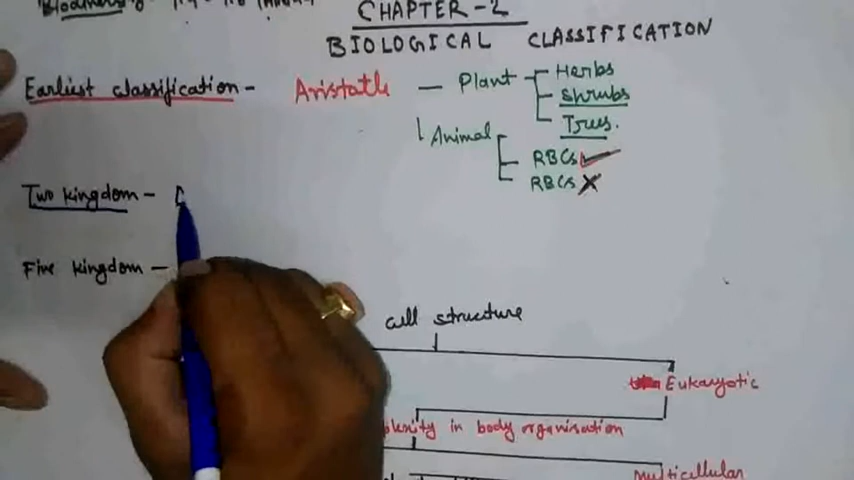 CHAPTER-2
BIOLOGICAL CLASSIFICATION
Earliest classification - Aristotle — Plant Herbs
Shrubs
Trees.
Animal
RBCs ✓
RBCs ✗
Two kingdom -
Five kingdom —
cell structure
Eukaryotic
in body organisation
Multicellular